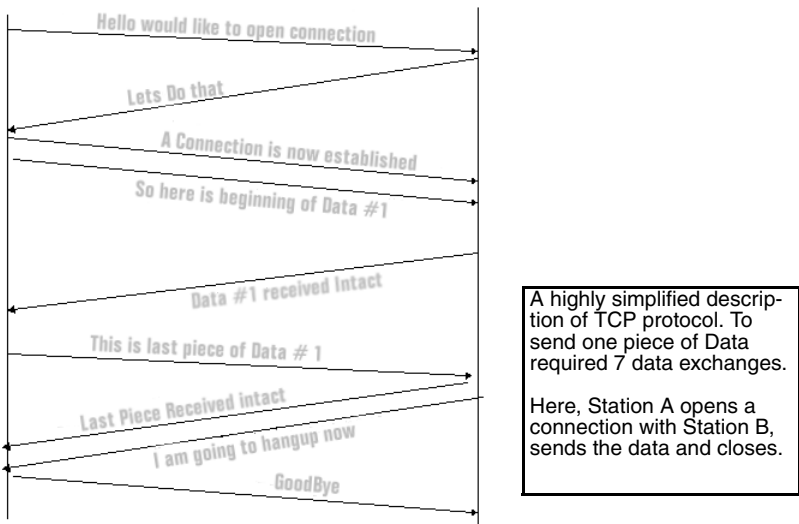 Hello would like to open connection
Lets Do that
A Connection is now established
So here is beginning of Data #1
Data #1 received Intact
This is last piece of Data # 1
Last Piece Received intact
I am going to hangup now
GoodBye
A highly simplified descrip-
tion of TCP protocol. To
send one piece of Data
required 7 data exchanges.
Here, Station A opens a
connection with Station B,
sends the data and closes.